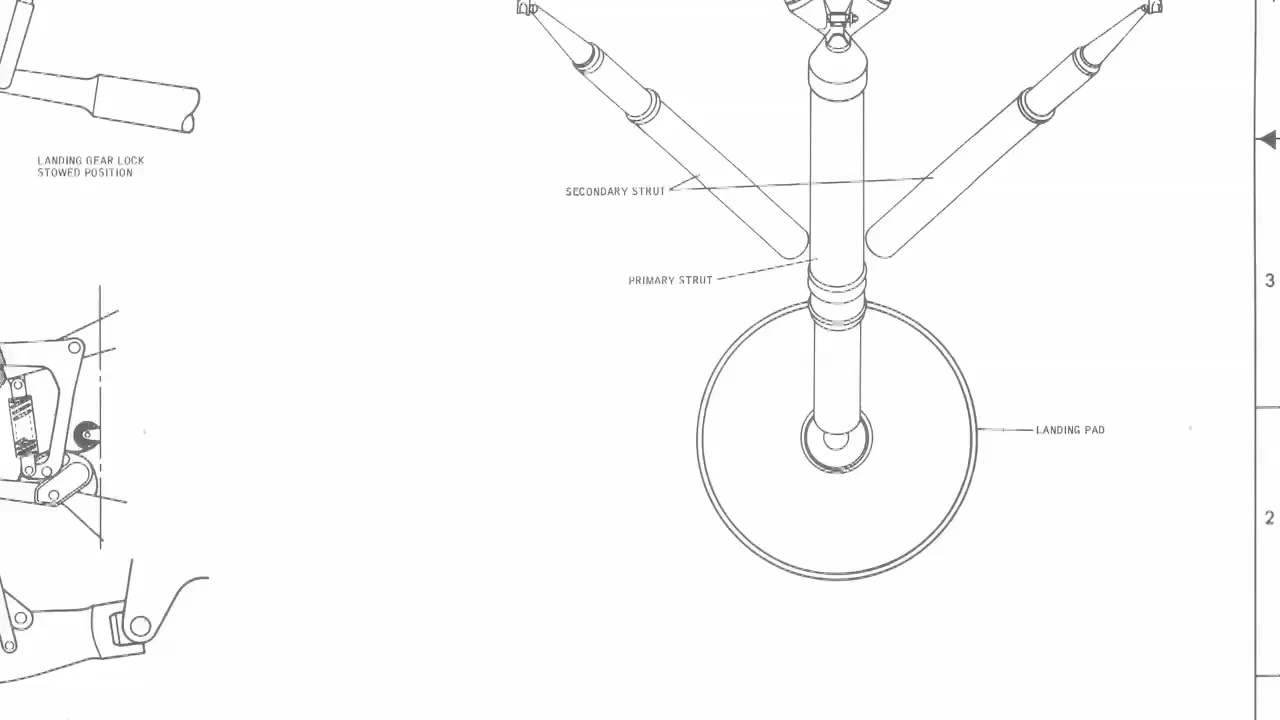 LANDING GEAR LOCK
STOWED POSITION
SECONDARY STRUT
PRIMARY STRUT
3
LANDING PAD
2